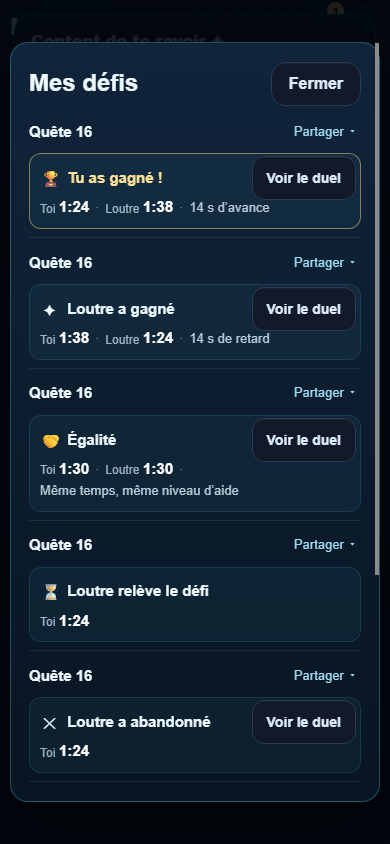 Content de te revoir ✦
Mes défis
Fermer
Quête 16
Partager
🏆 Tu as gagné !
Voir le duel
Toi 1:24 · Loutre 1:38 · 14 s d'avance
Quête 16
Partager
✦ Loutre a gagné
Voir le duel
Toi 1:38 · Loutre 1:24 · 14 s de retard
Quête 16
Partager
🤝 Égalité
Voir le duel
Toi 1:30 · Loutre 1:30 ·
Même temps, même niveau d'aide
Quête 16
Partager
⏳ Loutre relève le défi
Toi 1:24
Quête 16
Partager
✕ Loutre a abandonné
Voir le duel
Toi 1:24